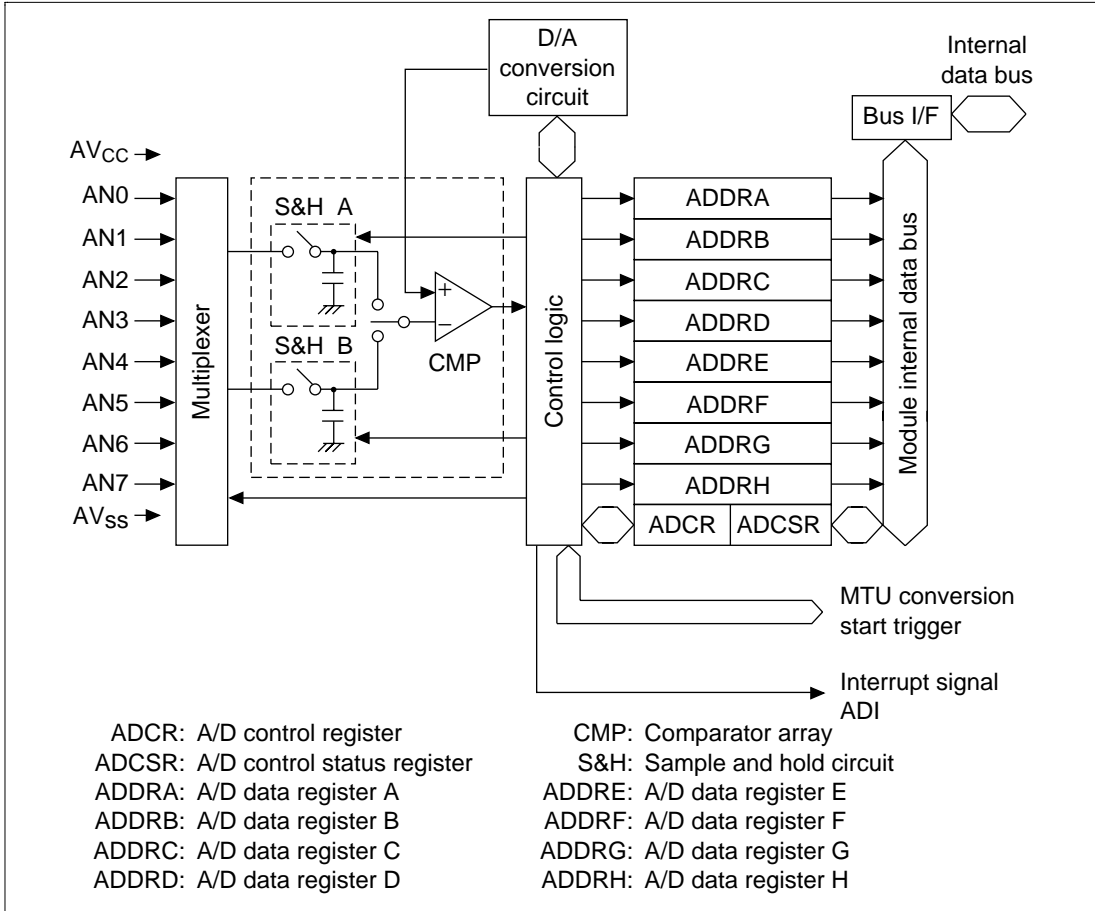 D/A
conversion
circuit
Internal
data bus
Bus I/F
AVCC
AN0
AN1
AN2
AN3
AN4
AN5
AN6
AN7
AVSS
Multiplexer
S&H A
S&H B
+
−
CMP
Control logic
ADDRA
ADDRB
ADDRC
ADDRD
ADDRE
ADDRF
ADDRG
ADDRH
ADCR
ADCSR
Module internal data bus
MTU conversion
start trigger
Interrupt signal
ADI
ADCR: A/D control register
ADCSR: A/D control status register
ADDRA: A/D data register A
ADDRB: A/D data register B
ADDRC: A/D data register C
ADDRD: A/D data register D
CMP: Comparator array
S&H: Sample and hold circuit
ADDRE: A/D data register E
ADDRF: A/D data register F
ADDRG: A/D data register G
ADDRH: A/D data register H